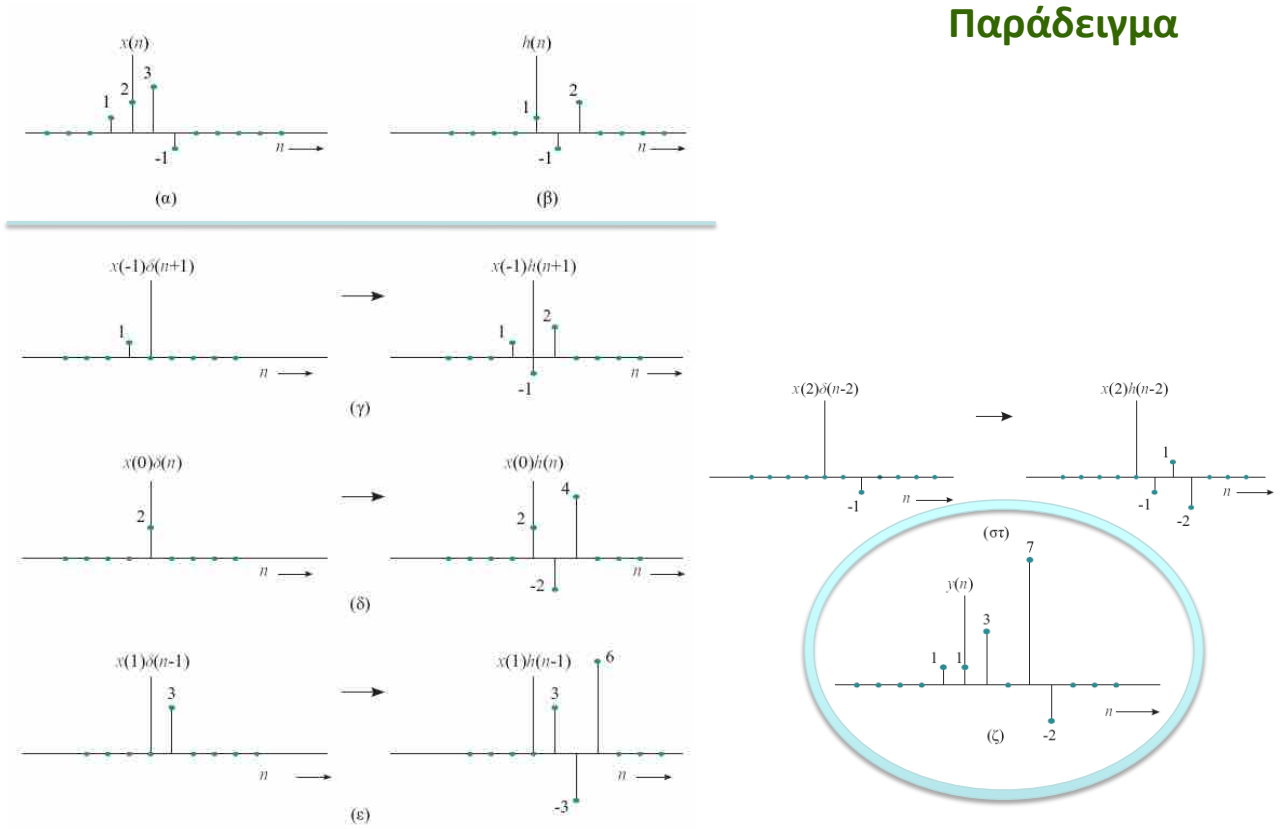 Παράδειγμα
x(n)
1 2 3 -1
n
(α)
h(n)
1 -1 2
n
(β)
x(-1)δ(n+1)
1
n
x(-1)h(n+1)
1 -1 2
n
(γ)
x(0)δ(n)
2
n
x(0)h(n)
2 -2 4
n
(δ)
x(1)δ(n-1)
3
n
x(1)h(n-1)
3 -3 6
n
(ε)
x(2)δ(n-2)
-1
n
x(2)h(n-2)
-1 1 -2
n
(στ)
y(n)
1 1 3 7 -2
n
(ζ)